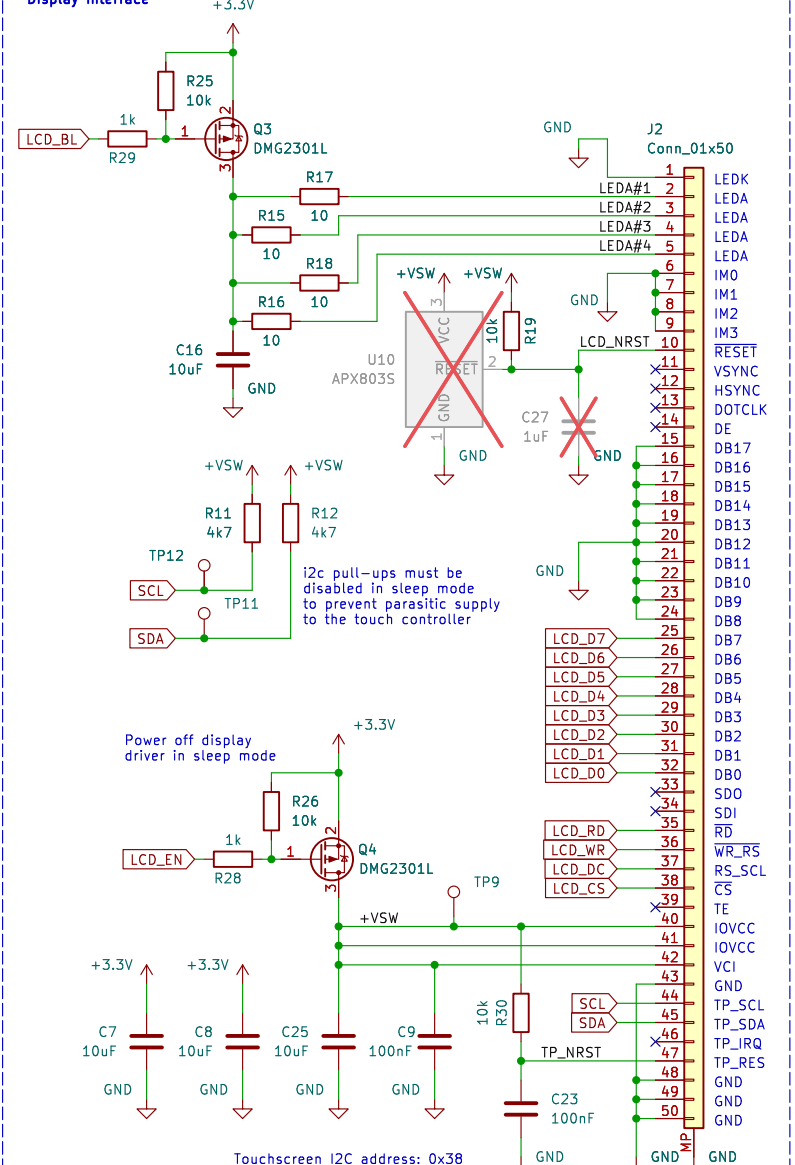 Display Interface
+3.3V
R25
10k
2
1k
LCD_BL
1
R29
Q3
DMG2301L
3
R17
10
R15
10
R18
10
R16
10
C16
10uF
GND
GND
J2
Conn_01x50
1 LEDK
LEDA#1 2 LEDA
LEDA#2 3 LEDA
LEDA#3 4 LEDA
LEDA#4 5 LEDA
6 IM0
7 IM1
GND
8 IM2
9 IM3
LCD_NRST 10 RESET
11 VSYNC
12 HSYNC
13 DOTCLK
14 DE
15 DB17
16 DB16
17 DB15
18 DB14
19 DB13
20 DB12
GND
21 DB11
22 DB10
23 DB9
24 DB8
LCD_D7 25 DB7
LCD_D6 26 DB6
LCD_D5 27 DB5
LCD_D4 28 DB4
LCD_D3 29 DB3
LCD_D2 30 DB2
LCD_D1 31 DB1
LCD_D0 32 DB0
33 SDO
34 SDI
LCD_RD 35 RD
LCD_WR 36 WR_RS
LCD_DC 37 RS_SCL
LCD_CS 38 CS
39 TE
40 IOVCC
41 IOVCC
42 VCI
43 GND
SCL 44 TP_SCL
SDA 45 TP_SDA
46 TP_IRQ
TP_NRST 47 TP_RES
48 GND
49 GND
50 GND
MP
GND
GND
+VSW
+VSW
3
VCC
10k
R19
U10
APX803S
RESET
2
GND
1
GND
C27
1uF
GND
+VSW
+VSW
R11
4k7
R12
4k7
TP12
SCL
TP11
SDA
i2c pull-ups must be
disabled in sleep mode
to prevent parasitic supply
to the touch controller
Power off display
driver in sleep mode
+3.3V
R26
10k
2
1k
LCD_EN
1
R28
Q4
DMG2301L
3
TP9
+VSW
+3.3V
+3.3V
C7
10uF
C8
10uF
C25
10uF
C9
100nF
GND
GND
GND
GND
10k
R30
C23
100nF
GND
Touchscreen I2C address: 0x38